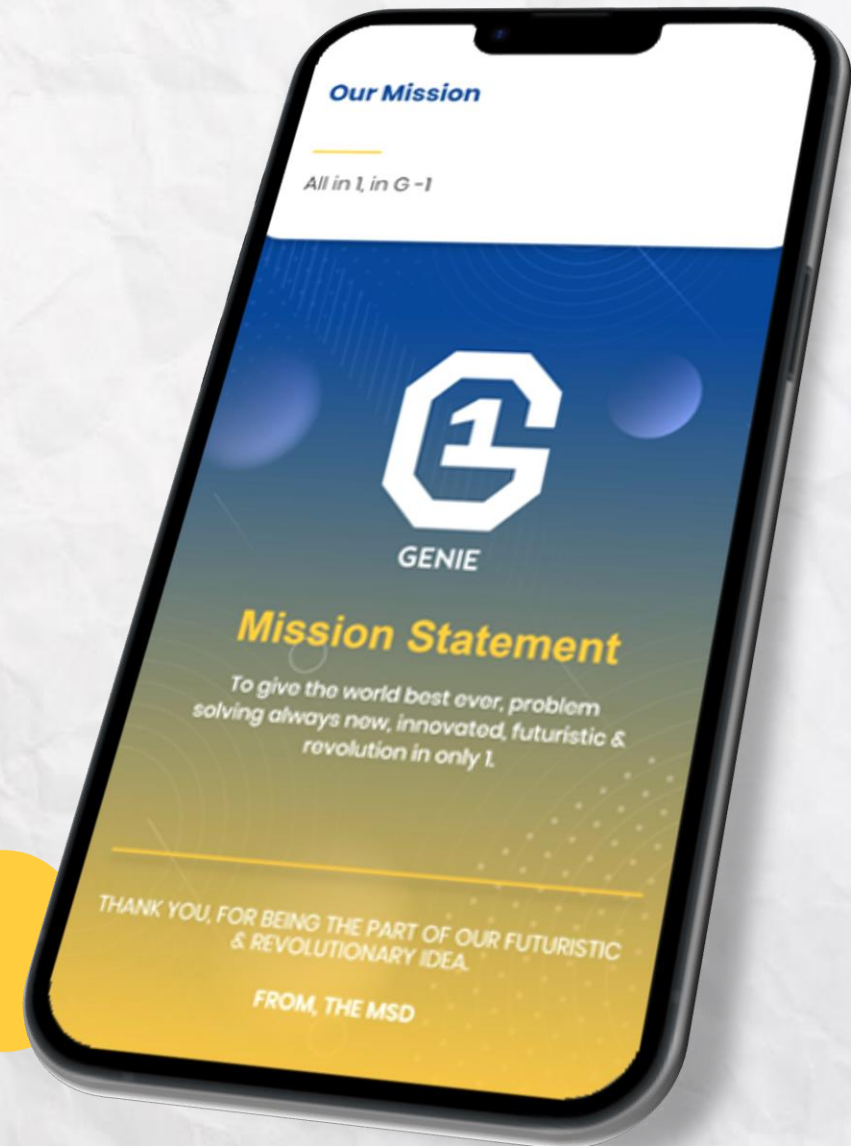 Our Mission
All in 1, in G -1
G1
GENIE
Mission Statement
To give the world best ever, problem
solving always new, innovated, futuristic &
revolution in only 1.
THANK YOU, FOR BEING THE PART OF OUR FUTURISTIC
& REVOLUTIONARY IDEA.
FROM, THE MSD